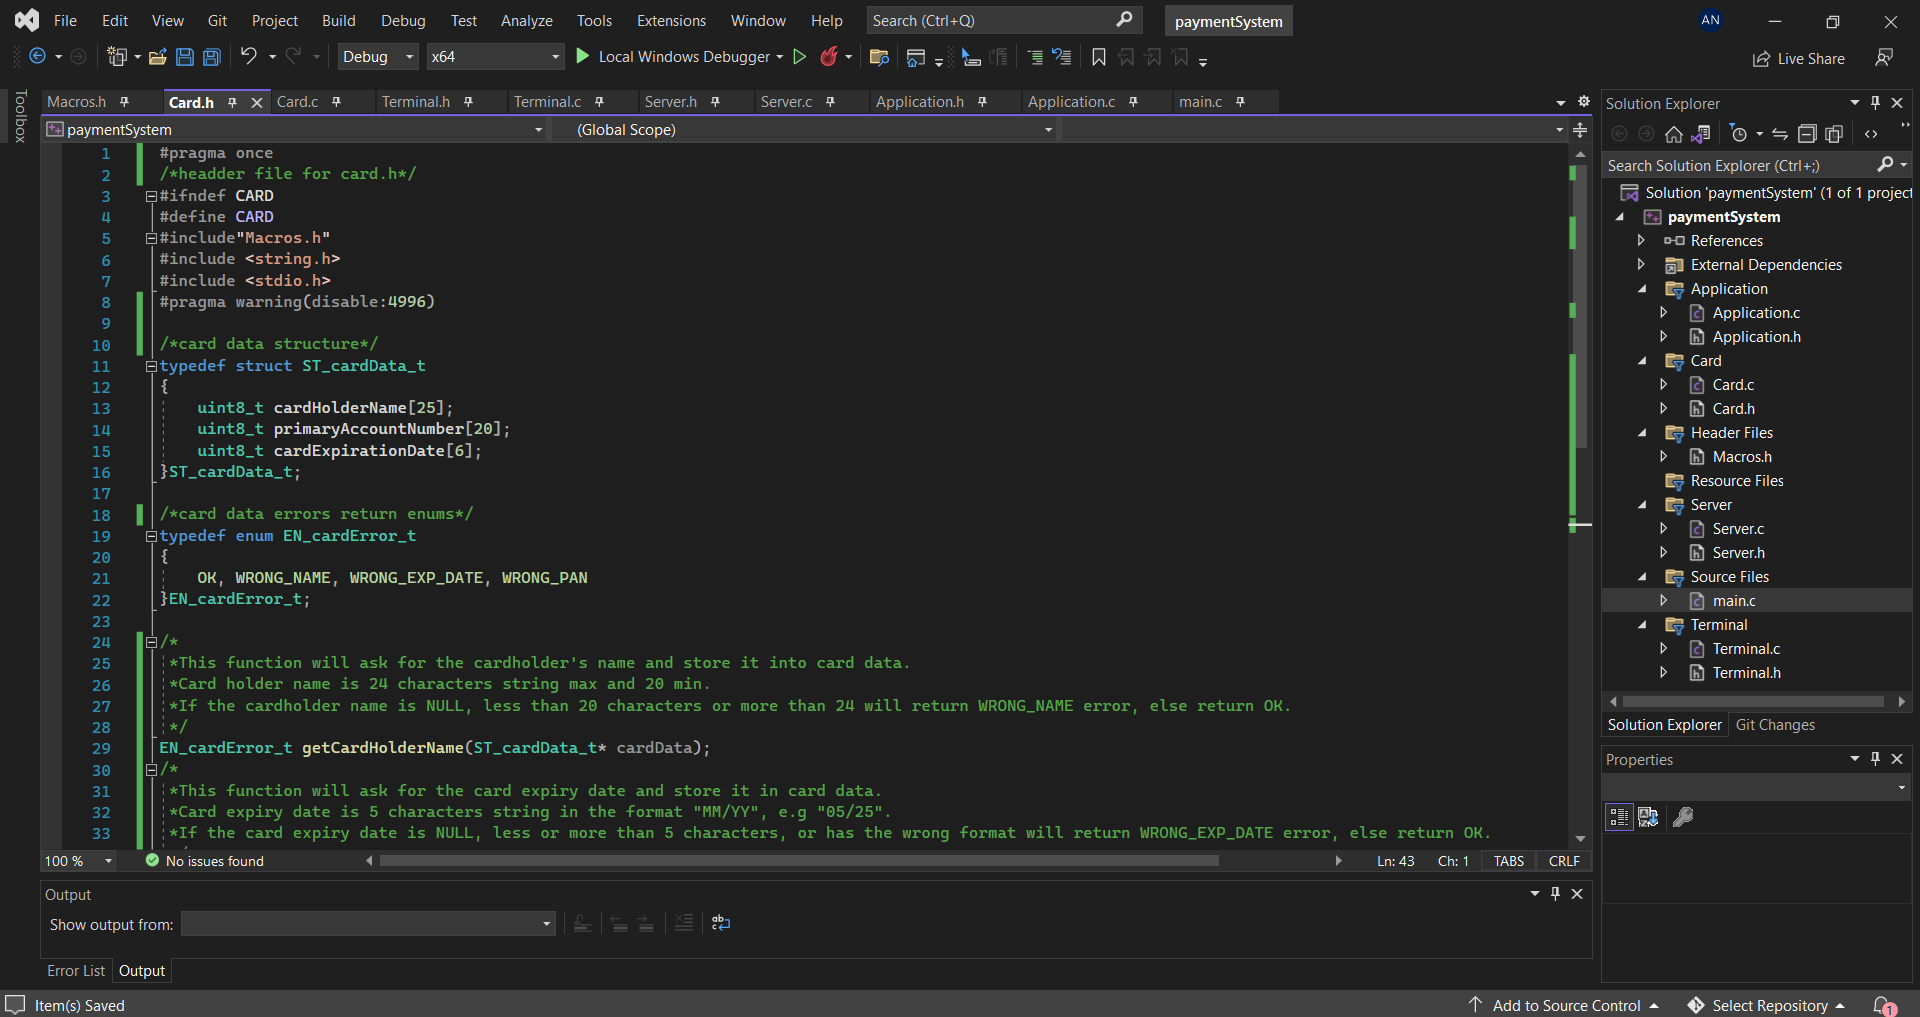 File Edit View Git Project Build Debug Test Analyze Tools Extensions Window Help Search (Ctrl+Q) paymentSystem AN
Debug x64 Local Windows Debugger Live Share
Toolbox
Macros.h Card.h Card.c Terminal.h Terminal.c Server.h Server.c Application.h Application.c main.c
paymentSystem (Global Scope)
1 #pragma once
2 /*headder file for card.h*/
3 #ifndef CARD
4 #define CARD
5 #include"Macros.h"
6 #include <string.h>
7 #include <stdio.h>
8 #pragma warning(disable:4996)
9
10 /*card data structure*/
11 typedef struct ST_cardData_t
12 {
13 uint8_t cardHolderName[25];
14 uint8_t primaryAccountNumber[20];
15 uint8_t cardExpirationDate[6];
16 }ST_cardData_t;
17
18 /*card data errors return enums*/
19 typedef enum EN_cardError_t
20 {
21 OK, WRONG_NAME, WRONG_EXP_DATE, WRONG_PAN
22 }EN_cardError_t;
23
24 /*
25 *This function will ask for the cardholder's name and store it into card data.
26 *Card holder name is 24 characters string max and 20 min.
27 *If the cardholder name is NULL, less than 20 characters or more than 24 will return WRONG_NAME error, else return OK.
28 */
29 EN_cardError_t getCardHolderName(ST_cardData_t* cardData);
30 /*
31 *This function will ask for the card expiry date and store it in card data.
32 *Card expiry date is 5 characters string in the format "MM/YY", e.g "05/25".
33 *If the card expiry date is NULL, less or more than 5 characters, or has the wrong format will return WRONG_EXP_DATE error, else return OK.
100 % No issues found Ln: 43 Ch: 1 TABS CRLF
Output
Show output from:
Error List Output
Solution Explorer
Search Solution Explorer (Ctrl+;)
Solution 'paymentSystem' (1 of 1 project
paymentSystem
References
External Dependencies
Application
Application.c
Application.h
Card
Card.c
Card.h
Header Files
Macros.h
Resource Files
Server
Server.c
Server.h
Source Files
main.c
Terminal
Terminal.c
Terminal.h
Solution Explorer Git Changes
Properties
Item(s) Saved Add to Source Control Select Repository 1